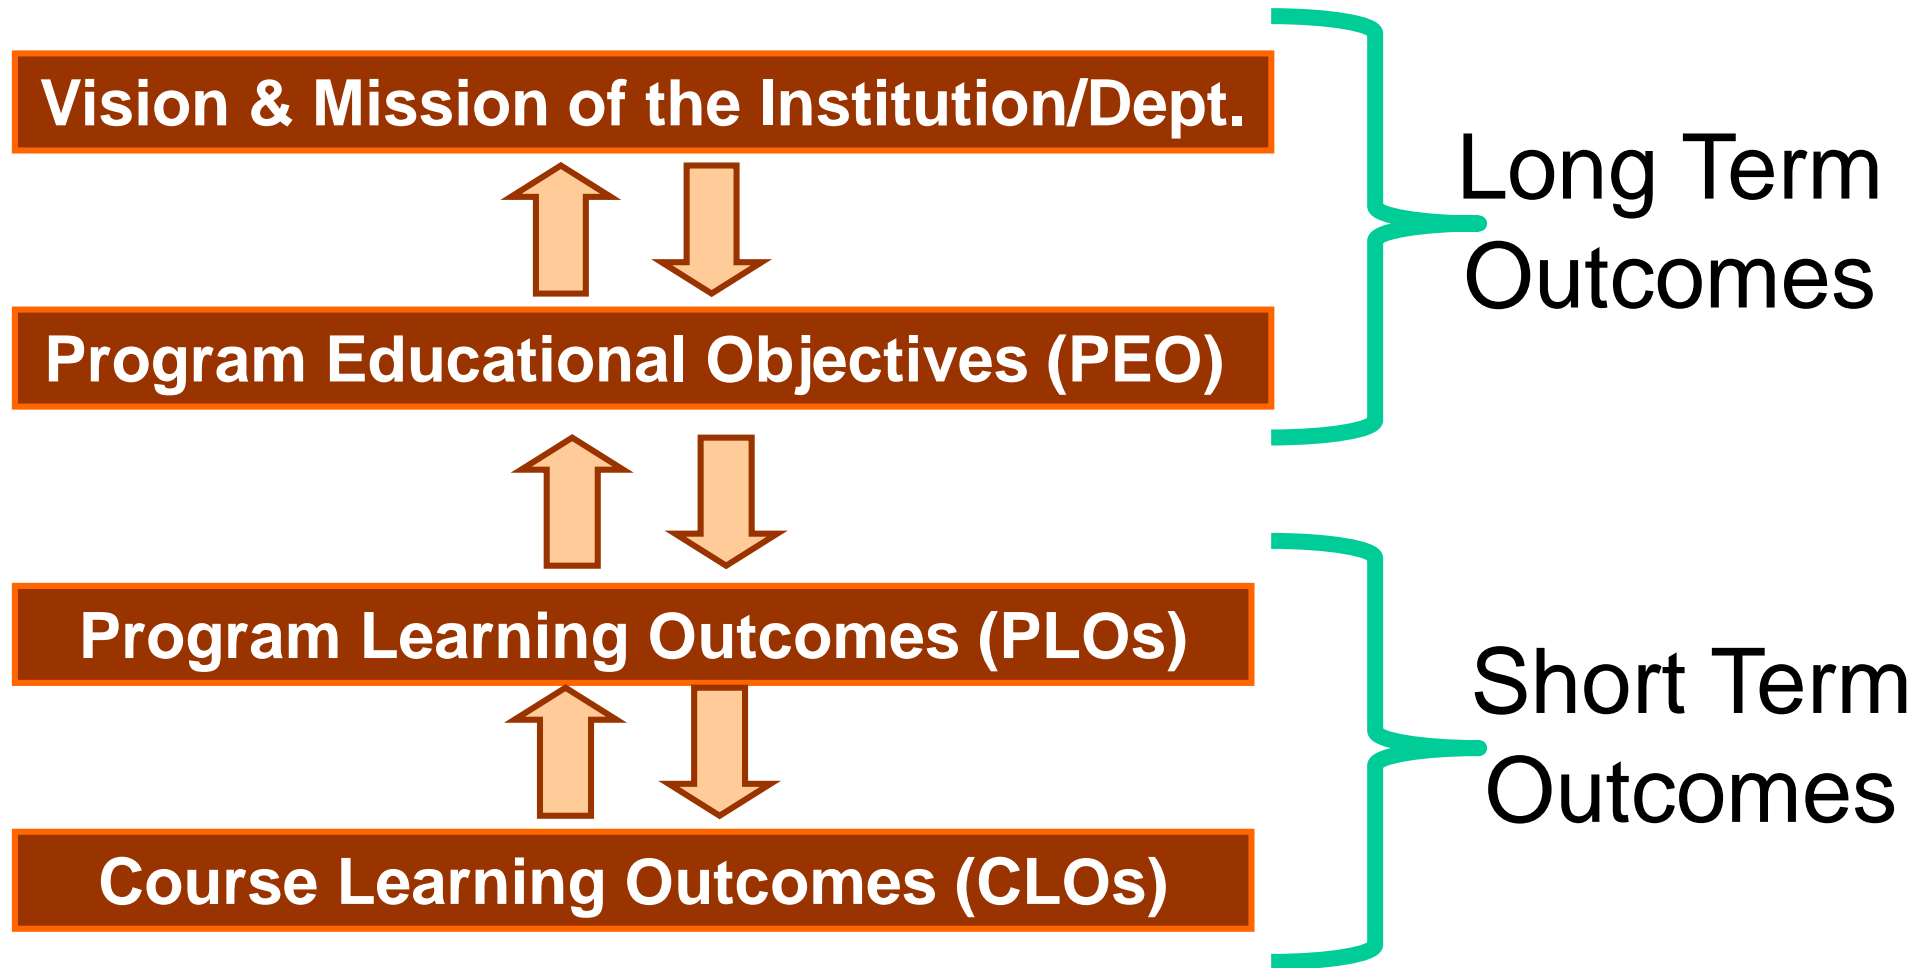 Vision & Mission of the Institution/Dept.
Program Educational Objectives (PEO)
Long Term
Outcomes
Program Learning Outcomes (PLOs)
Course Learning Outcomes (CLOs)
Short Term
Outcomes